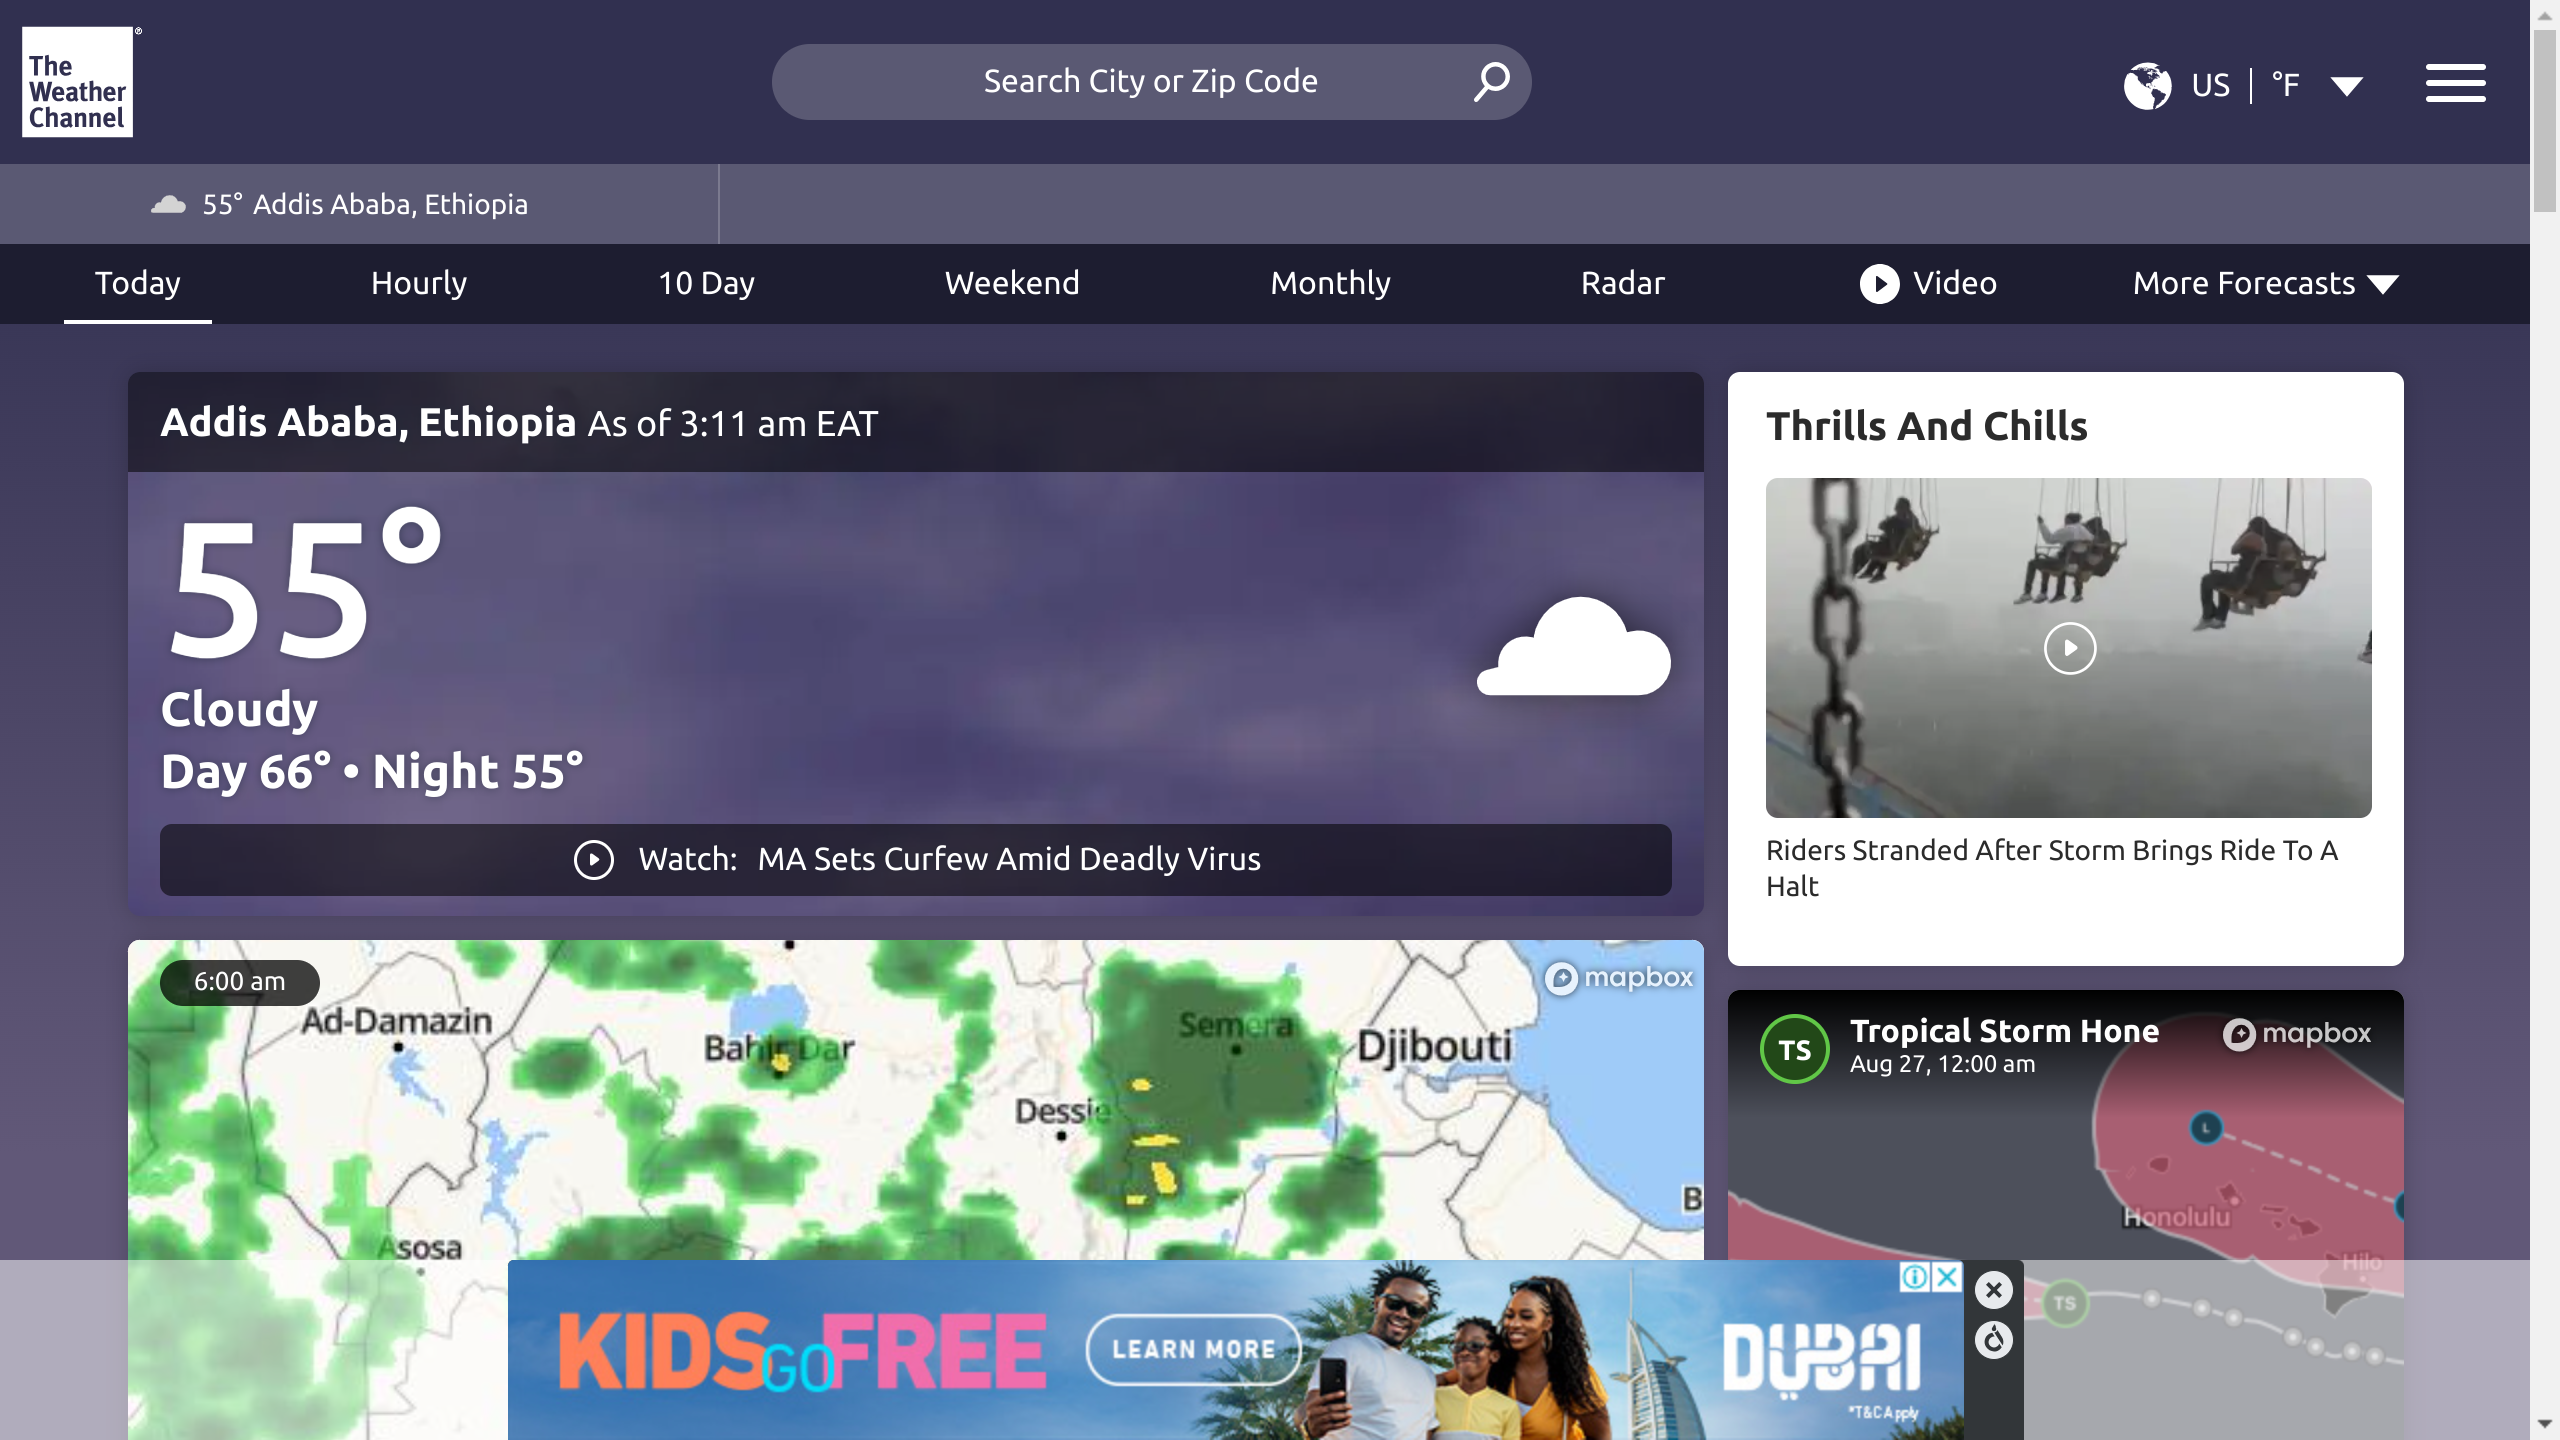 The
Weather
Channel
®
Search City or Zip Code
US
°F
55° Addis Ababa, Ethiopia
Today
Hourly
10 Day
Weekend
Monthly
Radar
Video
More Forecasts
Addis Ababa, Ethiopia As of 3:11 am EAT
55°
Cloudy
Day 66° • Night 55°
Watch: MA Sets Curfew Amid Deadly Virus
Thrills And Chills
Riders Stranded After Storm Brings Ride To A
Halt
6:00 am
mapbox
Ad-Damazin
Bahir Dar
Semera
Djibouti
Dessie
B
Asosa
TS
Tropical Storm Hone
Aug 27, 12:00 am
mapbox
L
Honolulu
Hilo
TS
KIDS GO FREE
LEARN MORE
DUBAI
*T&CApply